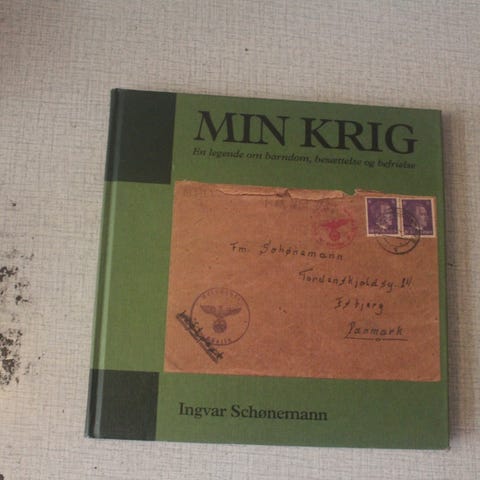 MIN KRIG
En legende om barndom, besættelse og befrielse
Fm. Schønemann
Tordenskjoldsg. 14
Esbjerg
Danmark
Ingvar Schønemann